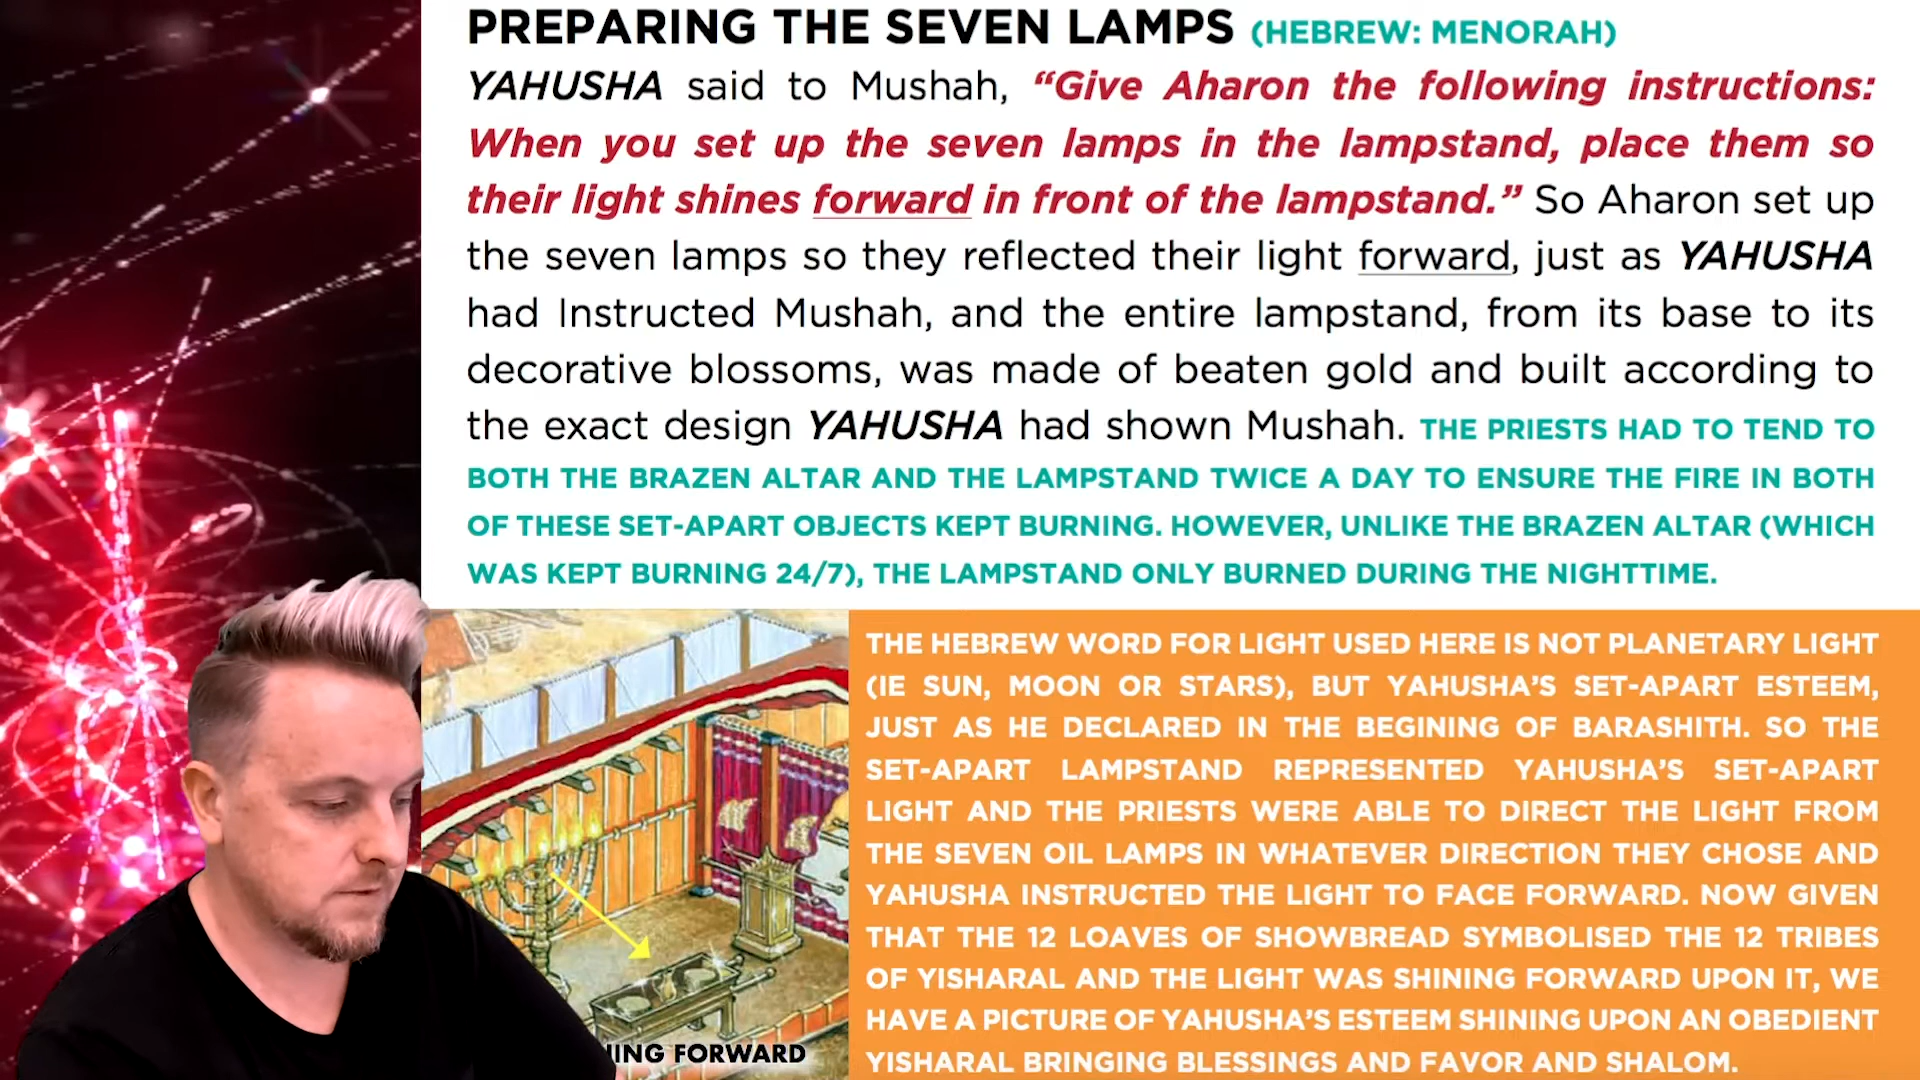 PREPARING THE SEVEN LAMPS (HEBREW: MENORAH)
YAHUSHA said to Mushah, “Give Aharon the following instructions:
When you set up the seven lamps in the lampstand, place them so
their light shines forward in front of the lampstand.” So Aharon set up
the seven lamps so they reflected their light forward, just as YAHUSHA
had Instructed Mushah, and the entire lampstand, from its base to its
decorative blossoms, was made of beaten gold and built according to
the exact design YAHUSHA had shown Mushah. THE PRIESTS HAD TO TEND TO
BOTH THE BRAZEN ALTAR AND THE LAMPSTAND TWICE A DAY TO ENSURE THE FIRE IN BOTH
OF THESE SET-APART OBJECTS KEPT BURNING. HOWEVER, UNLIKE THE BRAZEN ALTAR (WHICH
WAS KEPT BURNING 24/7), THE LAMPSTAND ONLY BURNED DURING THE NIGHTTIME.
THE HEBREW WORD FOR LIGHT USED HERE IS NOT PLANETARY LIGHT
(IE SUN, MOON OR STARS), BUT YAHUSHA’S SET-APART ESTEEM,
JUST AS HE DECLARED IN THE BEGINING OF BARASHITH. SO THE
SET-APART LAMPSTAND REPRESENTED YAHUSHA’S SET-APART
LIGHT AND THE PRIESTS WERE ABLE TO DIRECT THE LIGHT FROM
THE SEVEN OIL LAMPS IN WHATEVER DIRECTION THEY CHOSE AND
YAHUSHA INSTRUCTED THE LIGHT TO FACE FORWARD. NOW GIVEN
THAT THE 12 LOAVES OF SHOWBREAD SYMBOLISED THE 12 TRIBES
OF YISHARAL AND THE LIGHT WAS SHINING FORWARD UPON IT, WE
HAVE A PICTURE OF YAHUSHA’S ESTEEM SHINING UPON AN OBEDIENT
YISHARAL BRINGING BLESSINGS AND FAVOR AND SHALOM.
FORWARD